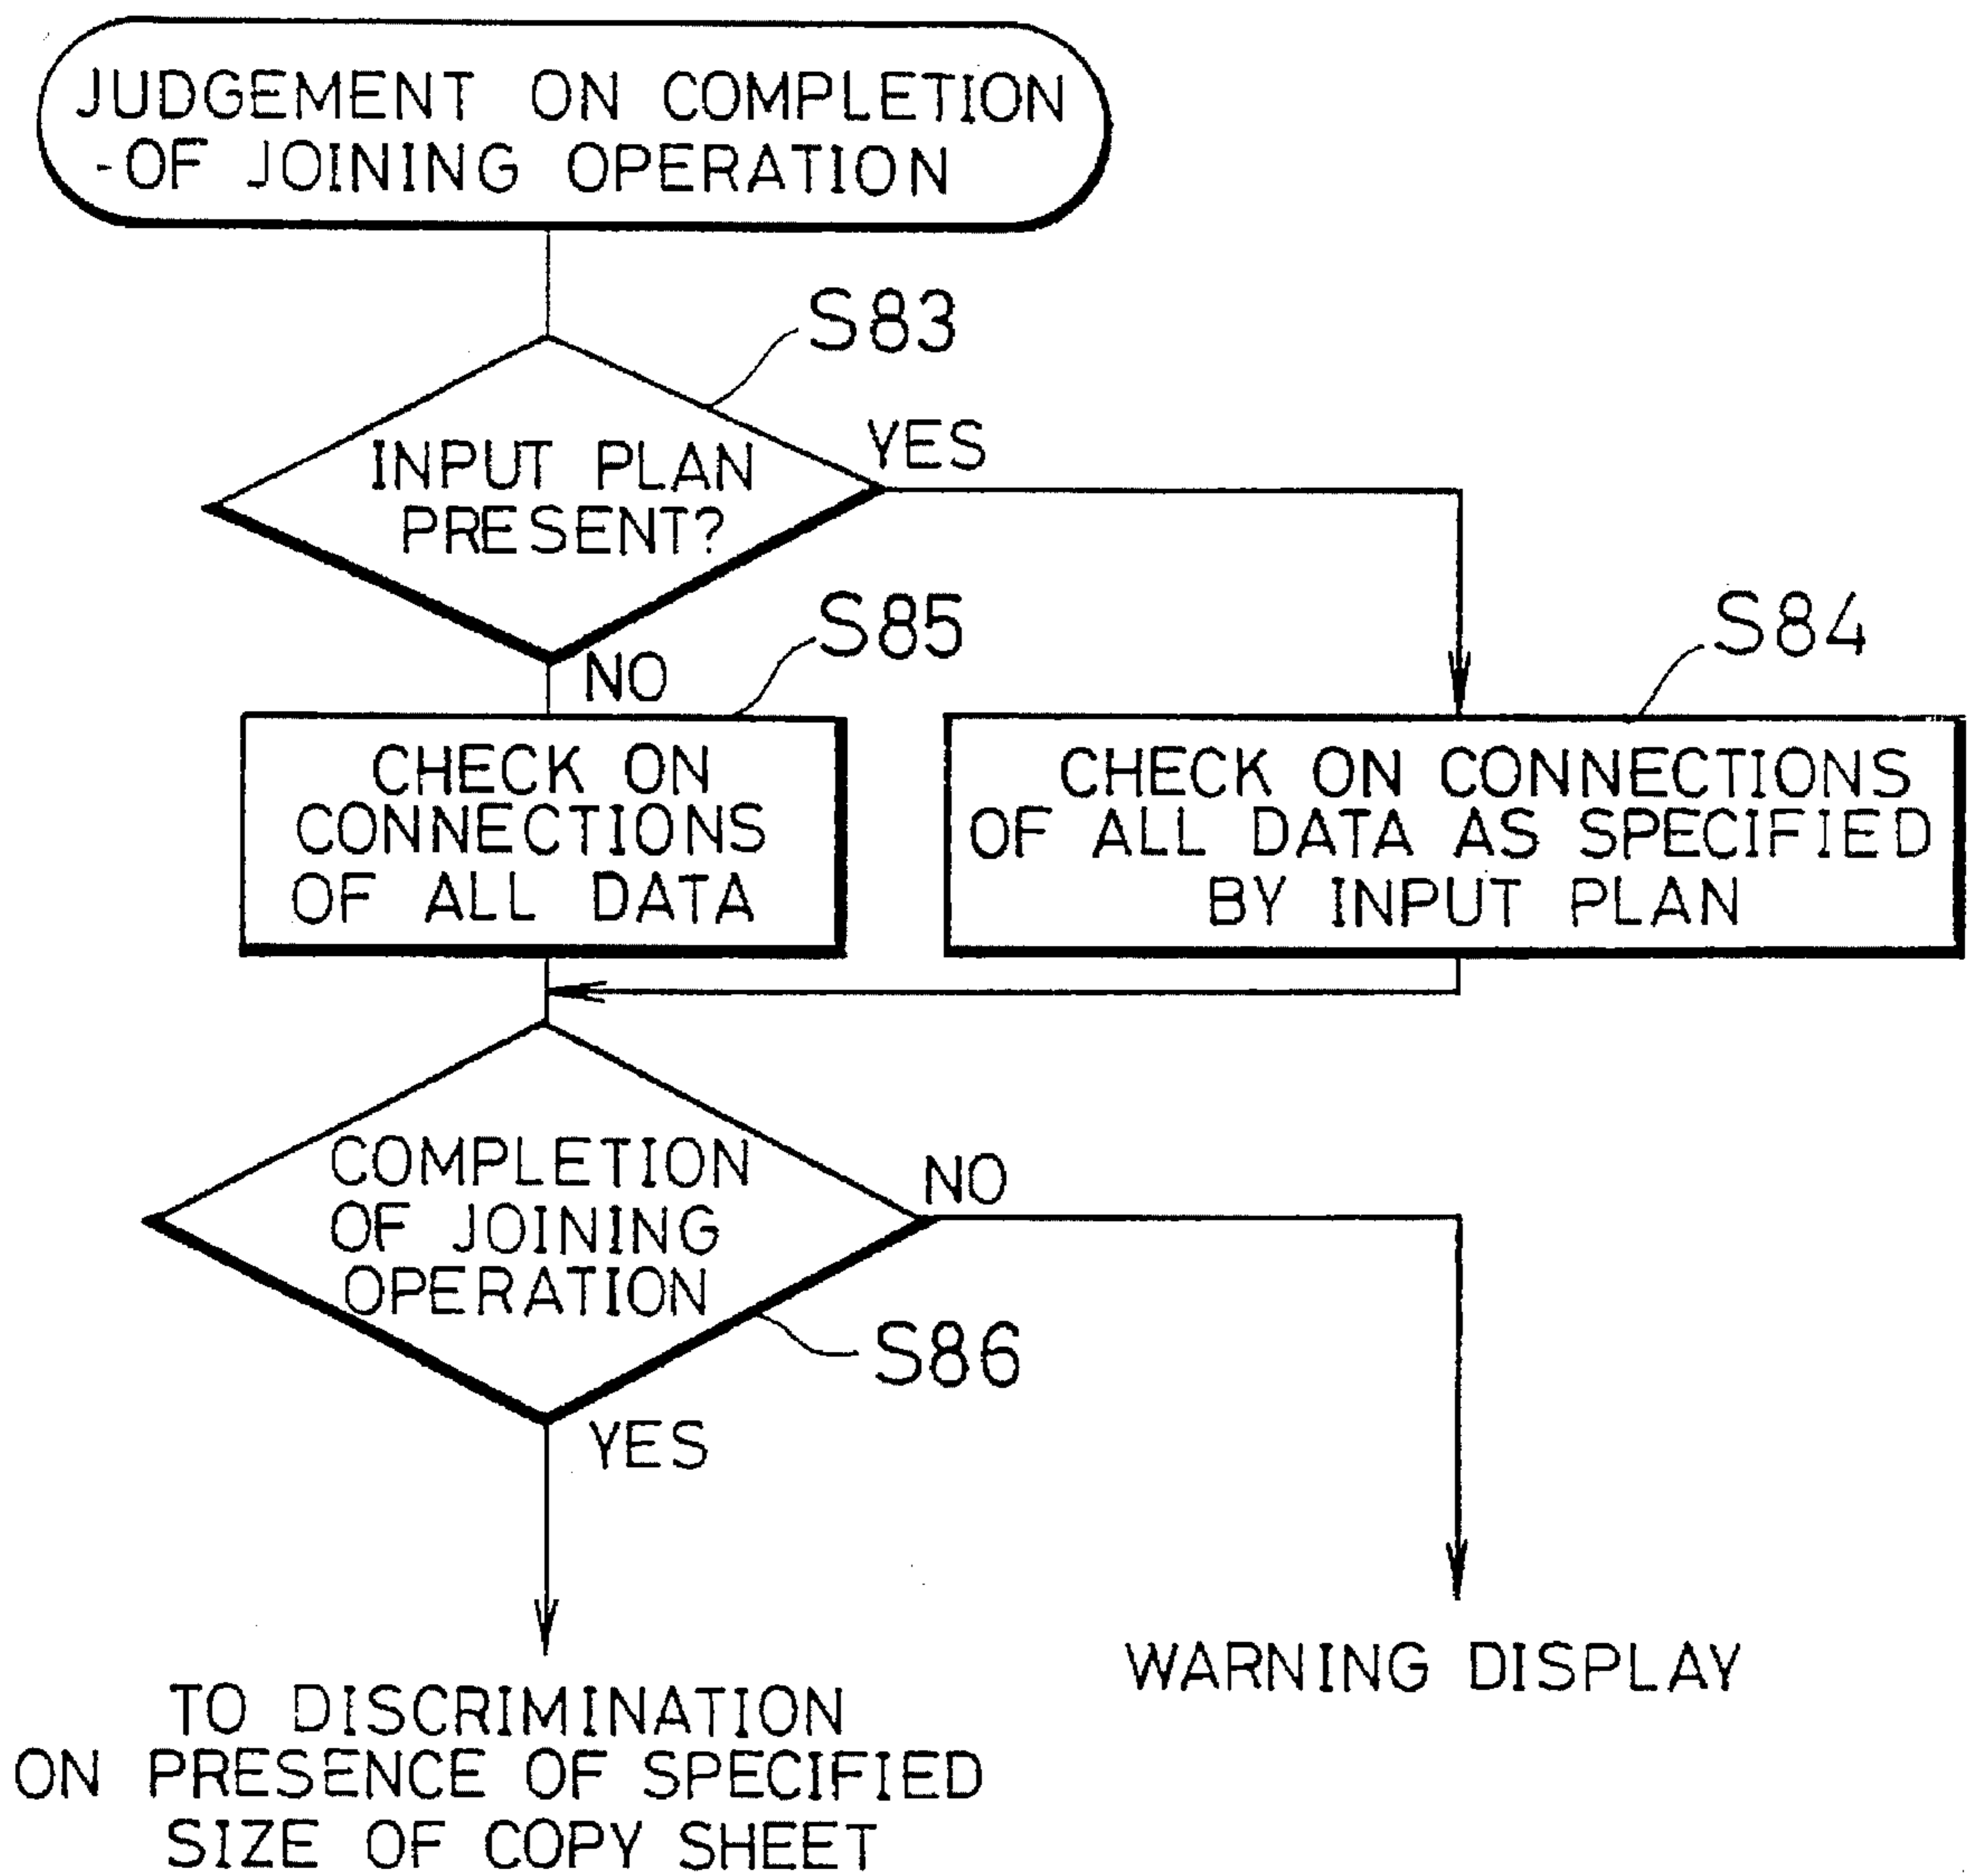 JUDGEMENT ON COMPLETION
OF JOINING OPERATION
S83
YES
INPUT PLAN
PRESENT?
NO
S85
S84
CHECK ON
CONNECTIONS
OF ALL DATA
CHECK ON CONNECTIONS
OF ALL DATA AS SPECIFIED
BY INPUT PLAN
COMPLETION
OF JOINING
OPERATION
NO
S86
YES
WARNING DISPLAY
TO DISCRIMINATION
ON PRESENCE OF SPECIFIED
SIZE OF COPY SHEET